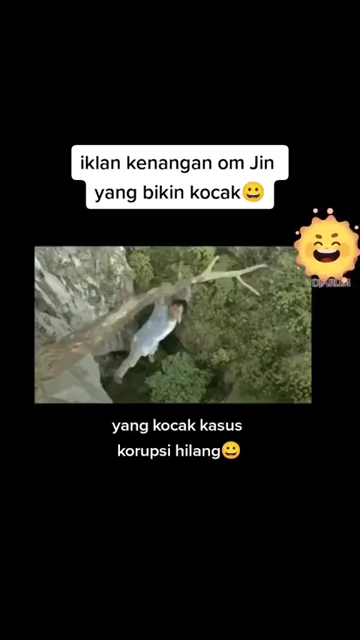 iklan kenangan om Jin
yang bikin kocak😀
yang kocak kasus
korupsi hilang😀